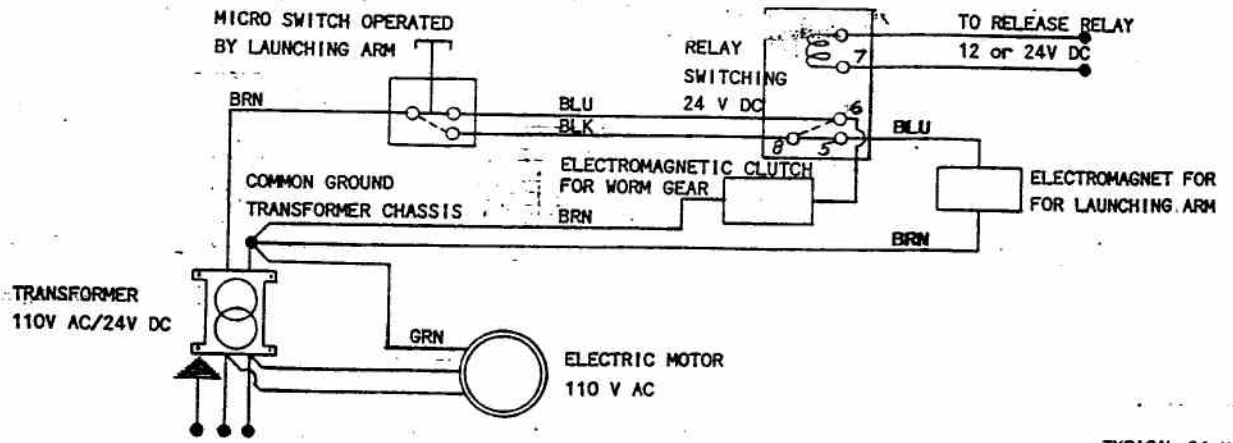 MICRO SWITCH OPERATED
BY LAUNCHING ARM
TO RELEASE RELAY
12 or 24V DC
RELAY
SWITCHING
24 V DC
7
6
8
5
BRN
BLU
BLK
BLU
ELECTROMAGNETIC CLUTCH
FOR WORM GEAR
ELECTROMAGNET FOR
FOR LAUNCHING ARM
COMMON GROUND
TRANSFORMER CHASSIS
BRN
BRN
TRANSFORMER
110V AC/24V DC
GRN
ELECTRIC MOTOR
110 V AC